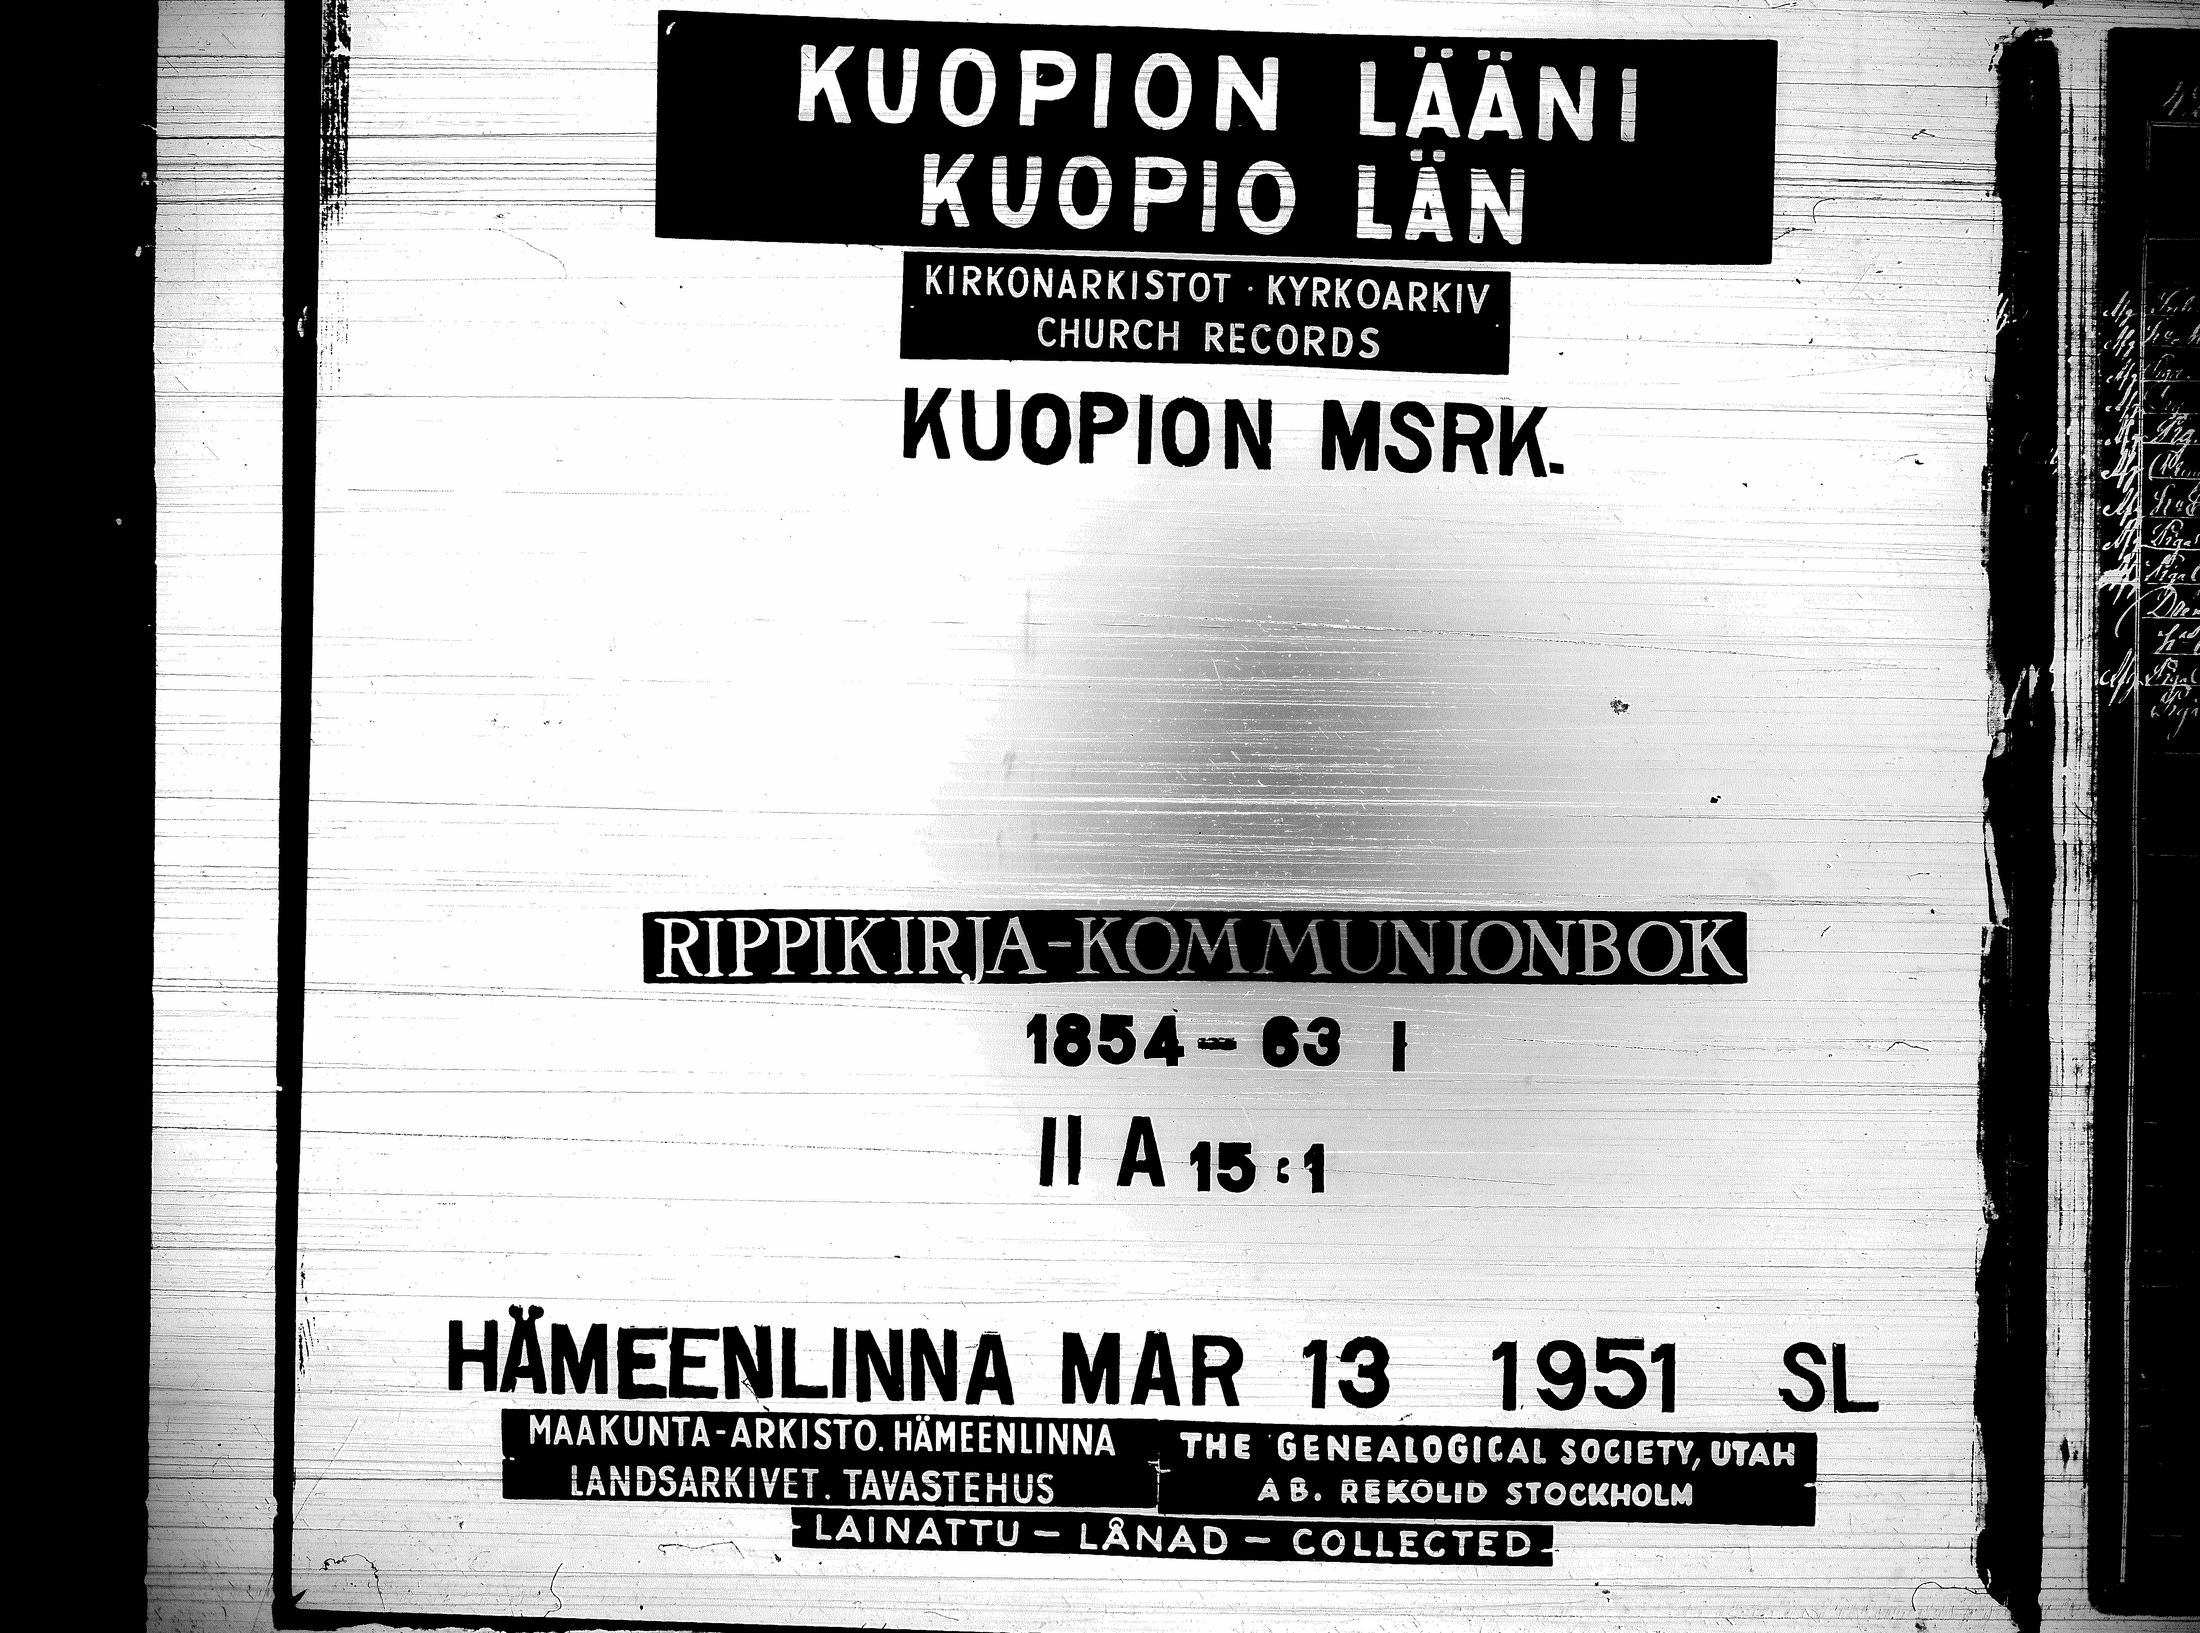 KUOPION LÄÄNI
KUOPIO LÄN
KIRKONARKISTOT · KYRKOARKIV
CHURCH RECORDS
KUOPION MSRK.
RIPPIKIRJA-KOMMUNIONBOK
1854 - 63 I
II A 15 : 1
HÄMEENLINNA MAR 13 1951 SL
MAAKUNTA-ARKISTO. HÄMEENLINNA
LANDSARKIVET. TAVASTEHUS
THE GENEALOGICAL SOCIETY, UTAH
AB. REKOLID STOCKHOLM
LAINATTU - LÅNAD - COLLECTED